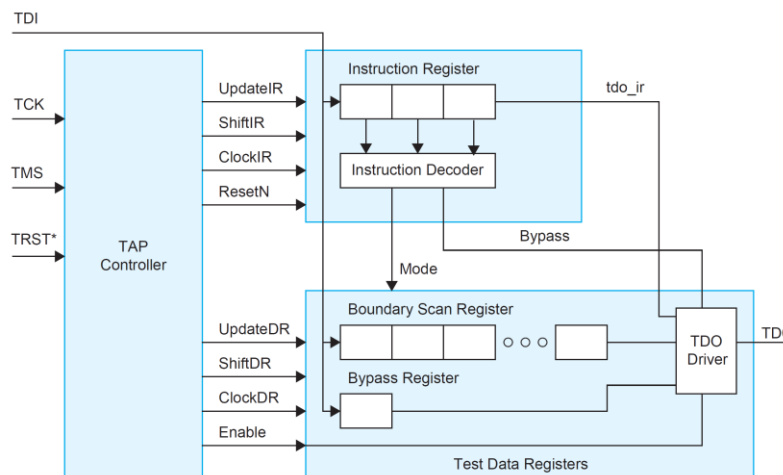 TDI
Instruction Register
UpdateIR
tdo_ir
TCK
ShiftIR
ClockIR
Instruction Decoder
TMS
ResetN
TRST*
TAP
Controller
Bypass
Mode
Boundary Scan Register
UpdateDR
TDO
Driver
ShiftDR
Bypass Register
ClockDR
Enable
Test Data Registers